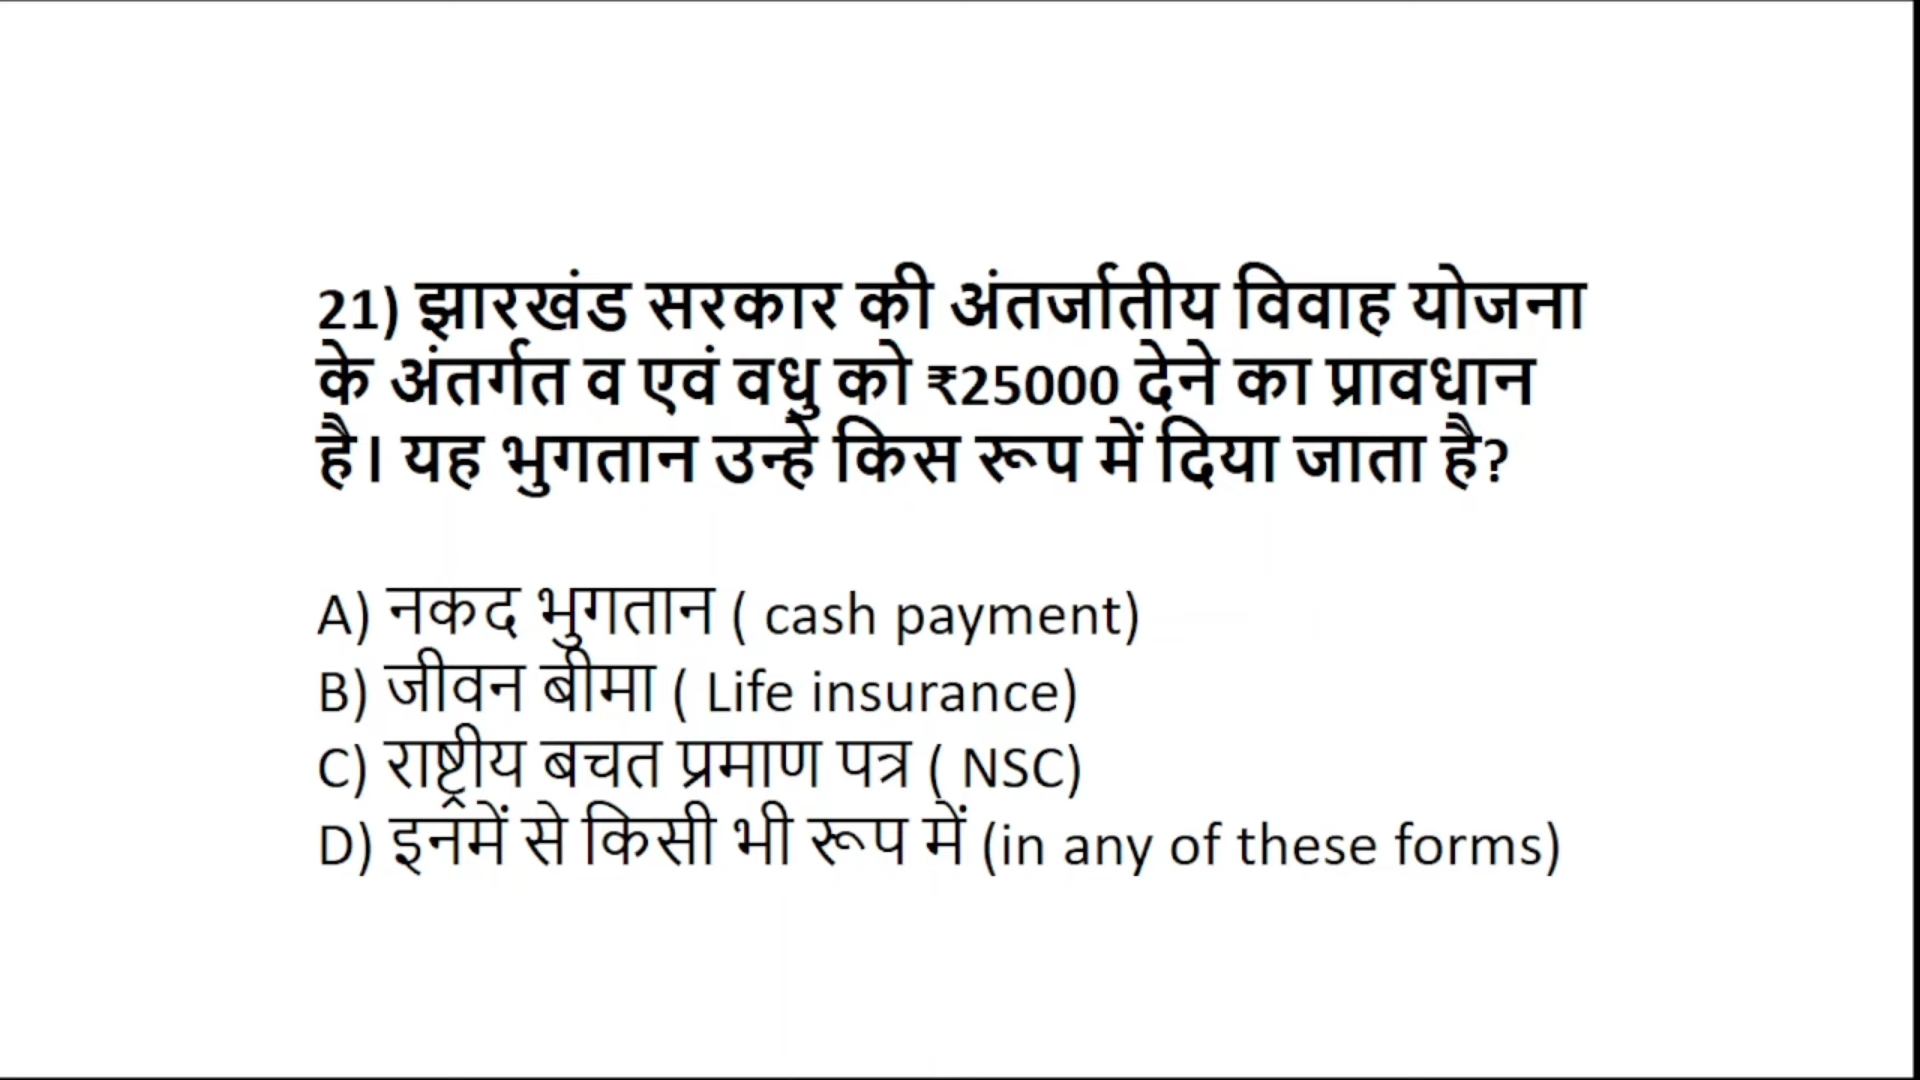 21) झारखंड सरकार की अंतर्जातीय विवाह योजना
के अंतर्गत व एवं वधु को ₹25000 देने का प्रावधान
है। यह भुगतान उन्हे किस रूप में दिया जाता है?
A) नकद भुगतान ( cash payment)
B) जीवन बीमा ( Life insurance)
C) राष्ट्रीय बचत प्रमाण पत्र ( NSC)
D) इनमें से किसी भी रूप में (in any of these forms)